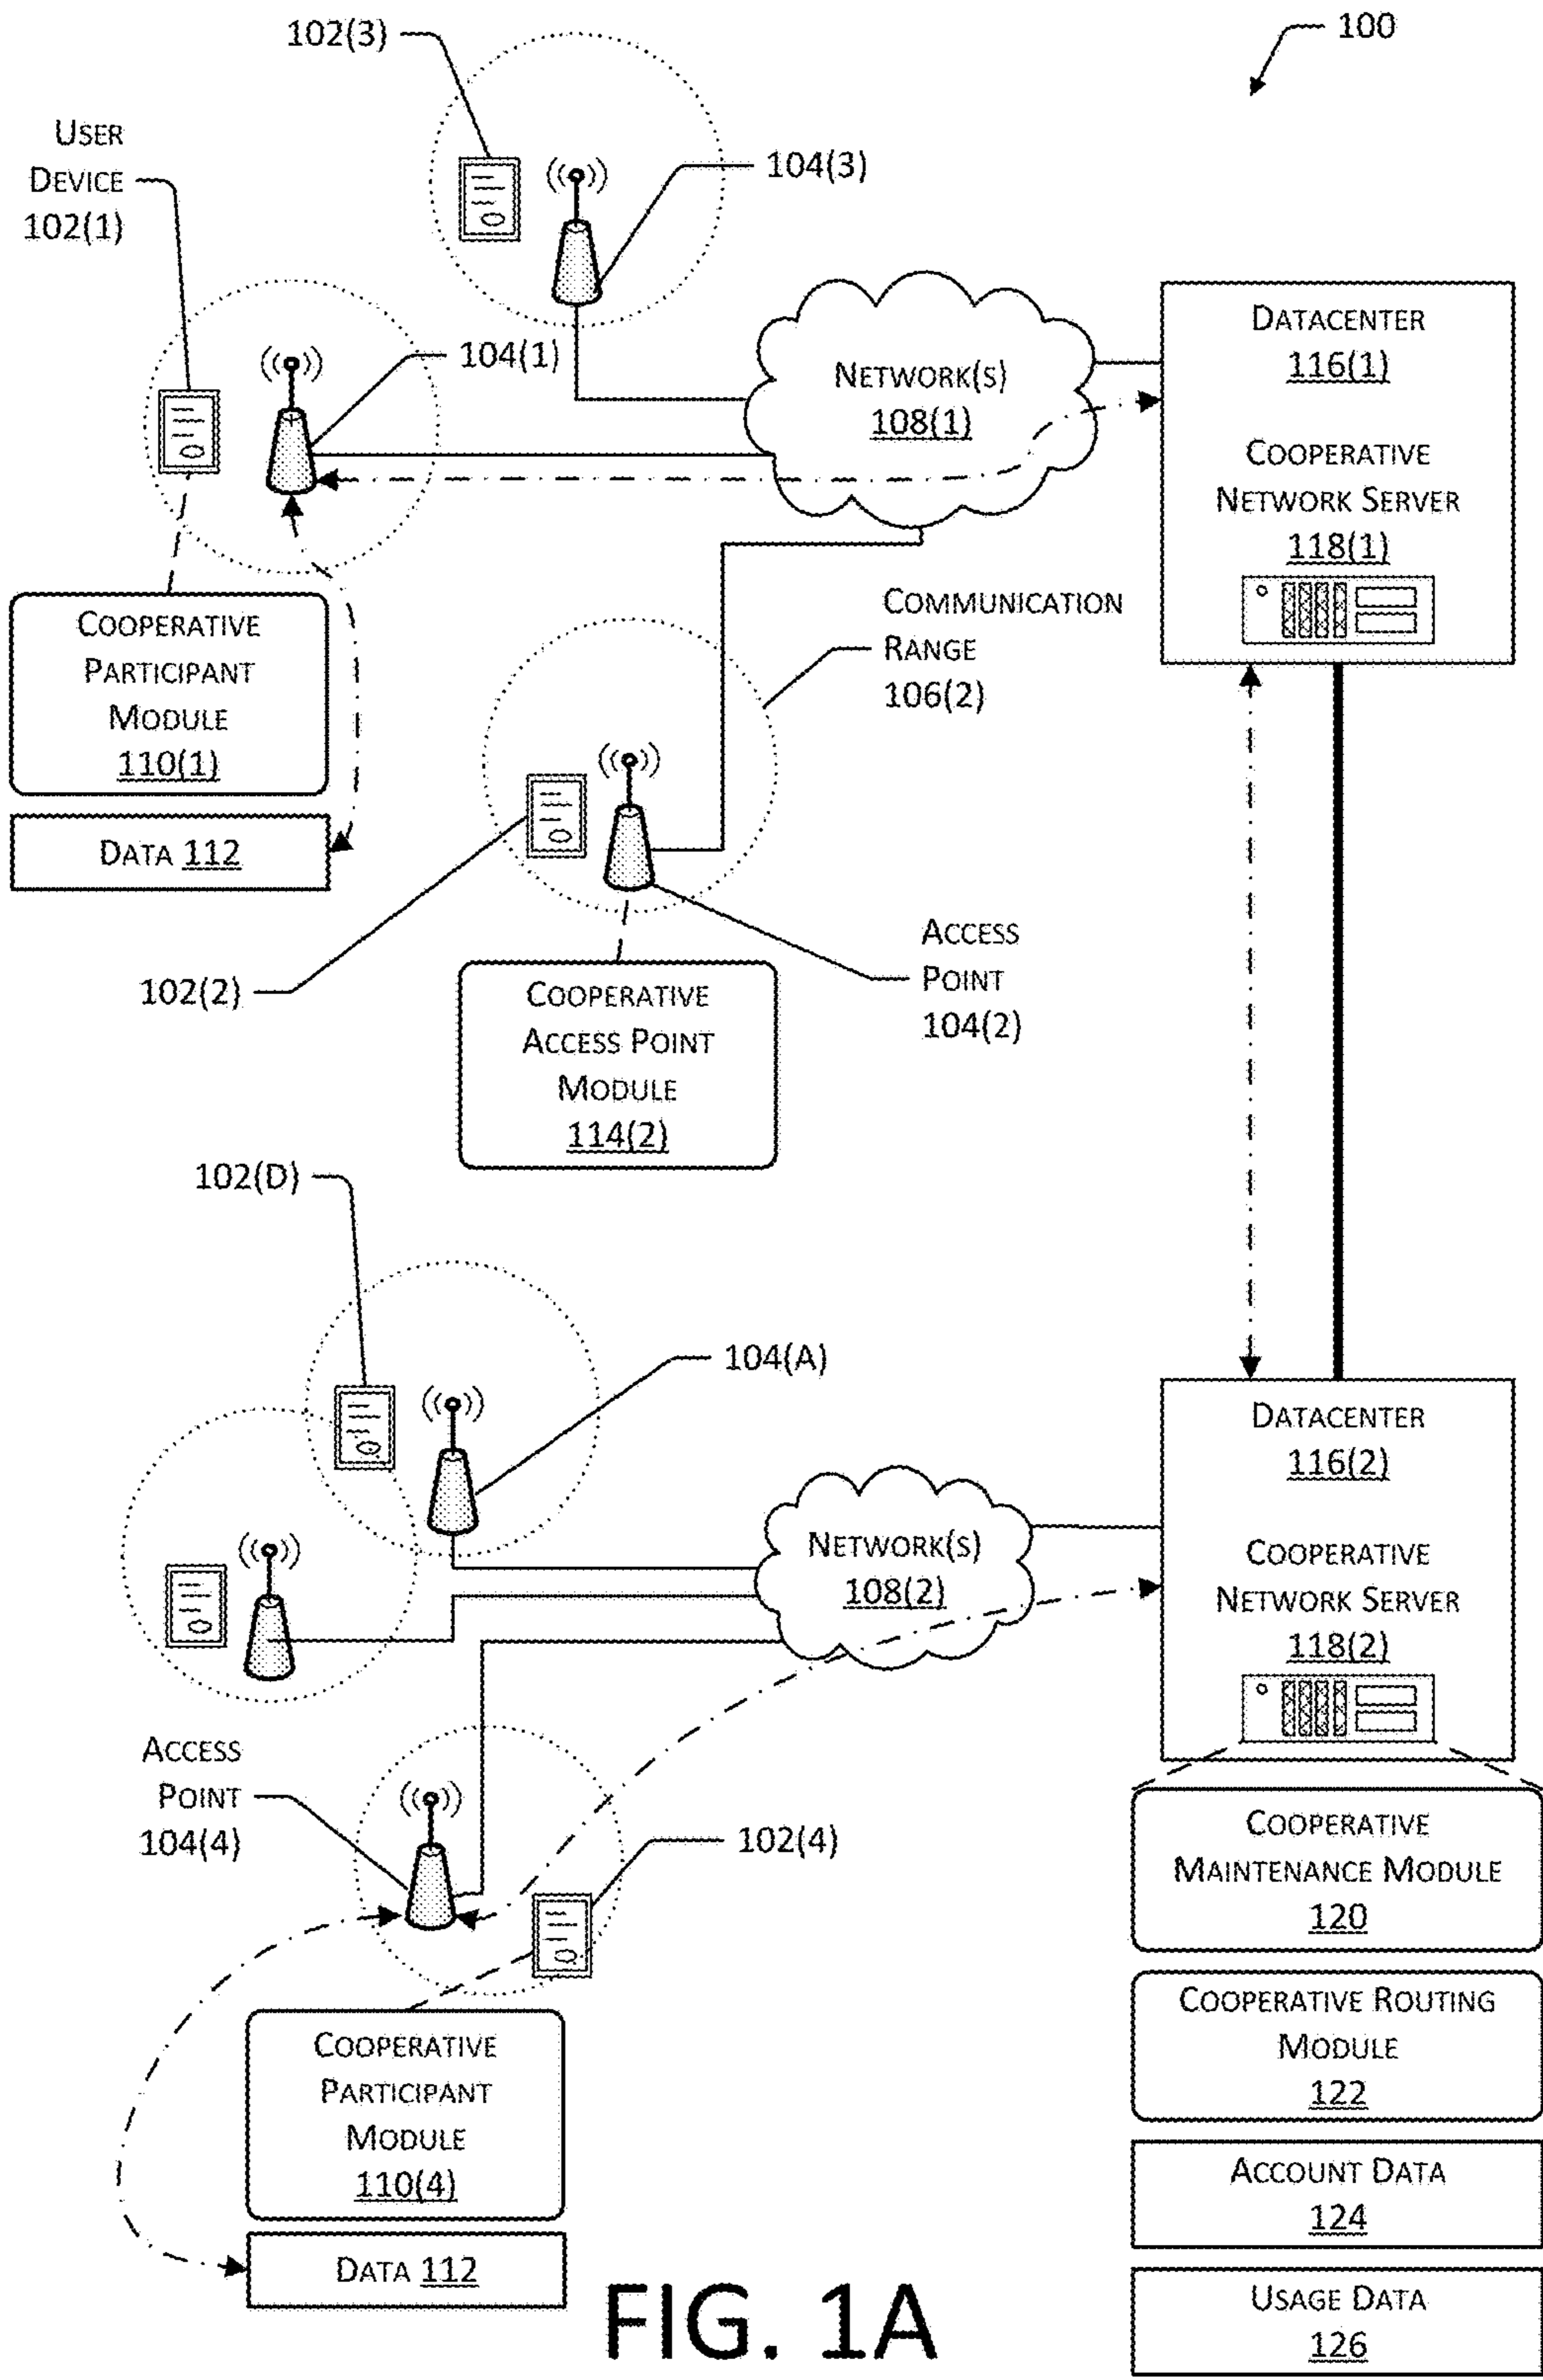 100
102(3)
USER
DEVICE
102(1)
104(3)
104(1)
NETWORK(S)
108(1)
DATACENTER
116(1)
COOPERATIVE
NETWORK SERVER
118(1)
COOPERATIVE
PARTICIPANT
MODULE
110(1)
DATA 112
COMMUNICATION
RANGE
106(2)
102(2)
ACCESS
POINT
104(2)
COOPERATIVE
ACCESS POINT
MODULE
114(2)
102(D)
104(A)
NETWORK(S)
108(2)
DATACENTER
116(2)
COOPERATIVE
NETWORK SERVER
118(2)
ACCESS
POINT
104(4)
102(4)
COOPERATIVE
PARTICIPANT
MODULE
110(4)
DATA 112
COOPERATIVE
MAINTENANCE MODULE
120
COOPERATIVE ROUTING
MODULE
122
ACCOUNT DATA
124
USAGE DATA
126
FIG. 1A